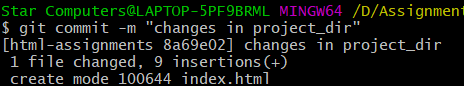 Star Computers@LAPTOP-5PF9BRML MINGW64 /D/Assignment
$ git commit -m "changes in project_dir"
[html-assignments 8a69e02] changes in project_dir
1 file changed, 9 insertions(+)
create mode 100644 index.html